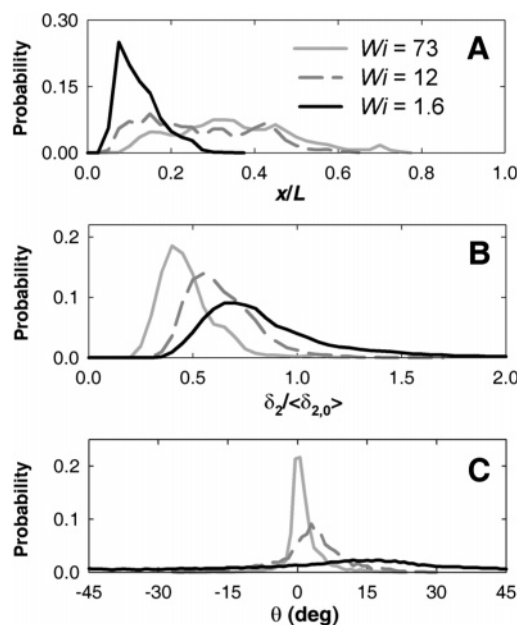 0.30
A
Wi = 73
Wi = 12
Wi = 1.6
0.15
0.00
Probability
0.0 0.2 0.4 0.6 0.8 1.0
x/L
B
0.2
0.1
0.0
Probability
0.0 0.5 1.0 1.5 2.0
δ₂/<δ₂,₀>
C
0.2
0.1
0.0
Probability
-45 -30 -15 0 15 30 45
θ (deg)